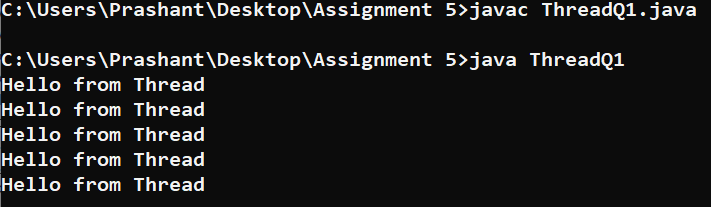 C:\Users\Prashant\Desktop\Assignment 5>javac ThreadQ1.java
C:\Users\Prashant\Desktop\Assignment 5>java ThreadQ1
Hello from Thread
Hello from Thread
Hello from Thread
Hello from Thread
Hello from Thread